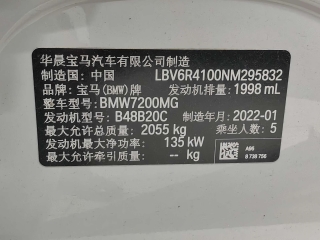 华晨宝马汽车有限公司制造
制造国：中国 LBV6R4100NM295832
品牌：宝马(BMW)牌 发动机排量：1998 mL
整车型号：BMW7200MG
发动机型号：B48B20C 制造年月：2022-01
最大允许总质量：2055 kg 乘坐人数：5
发动机最大净功率：135 kW
最大允许牵引质量：-- kg
A96
8 738 758